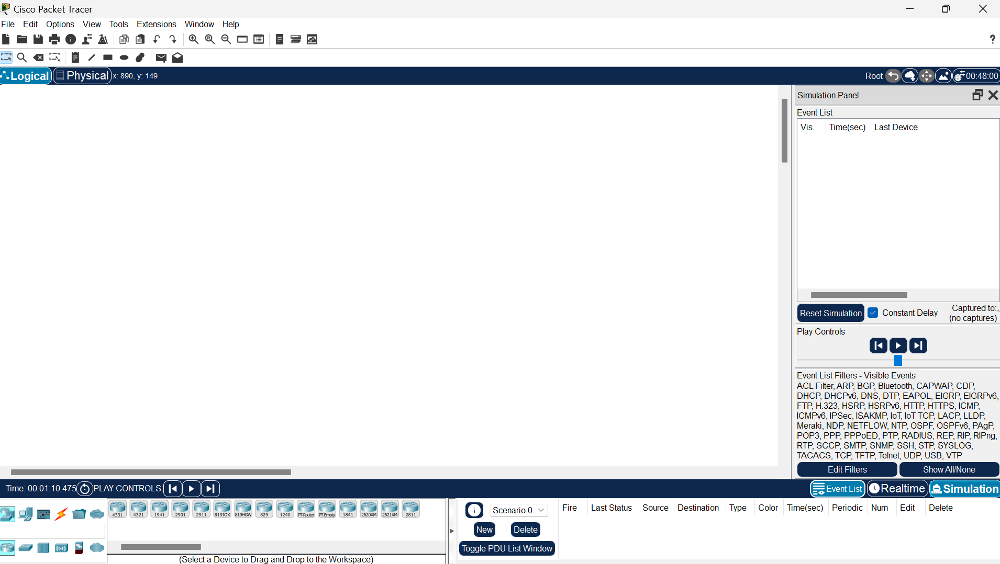 Cisco Packet Tracer
File Edit Options View Tools Extensions Window Help
?
Logical Physical x: 890, y: 149 Root 00:48:00
Simulation Panel
Event List
Vis. Time(sec) Last Device
Reset Simulation Constant Delay Captured to:
(no captures)
Play Controls
Event List Filters - Visible Events
ACL Filter, ARP, BGP, Bluetooth, CAPWAP, CDP,
DHCP, DHCPv6, DNS, DTP, EAPOL, EIGRP, EIGRPv6,
FTP, H.323, HSRP, HSRPv6, HTTP, HTTPS, ICMP,
ICMPv6, IPSec, ISAKMP, IoT, IoT TCP, LACP, LLDP,
Meraki, NDP, NETFLOW, NTP, OSPF, OSPFv6, PAgP,
POP3, PPP, PPPoED, PTP, RADIUS, REP, RIP, RIPng,
RTP, SCCP, SMTP, SNMP, SSH, STP, SYSLOG,
TACACS, TCP, TFTP, Telnet, UDP, USB, VTP
Edit Filters Show All/None
Time: 00:01:10.475 PLAY CONTROLS: Event List Realtime Simulation
4331 4321 1941 2901 2911 819IOX 819HGW 829 1240 PT-Router PT-Empty 1841 2620XM 2621XM 2811
Scenario 0
New Delete
Toggle PDU List Window
Fire Last Status Source Destination Type Color Time(sec) Periodic Num Edit Delete
(Select a Device to Drag and Drop to the Workspace)